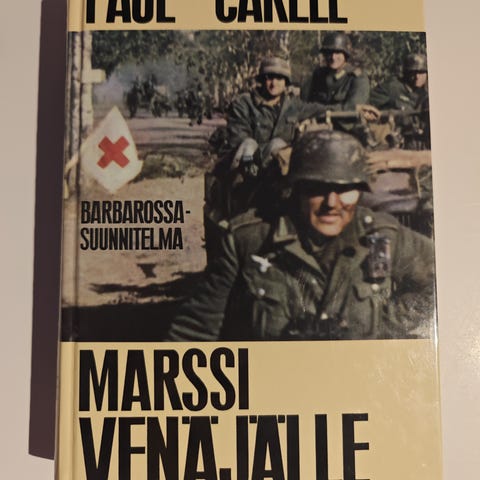 PAUL CARELL
BARBAROSSA-
SUUNNITELMA
MARSSI
VENÄJÄLLE